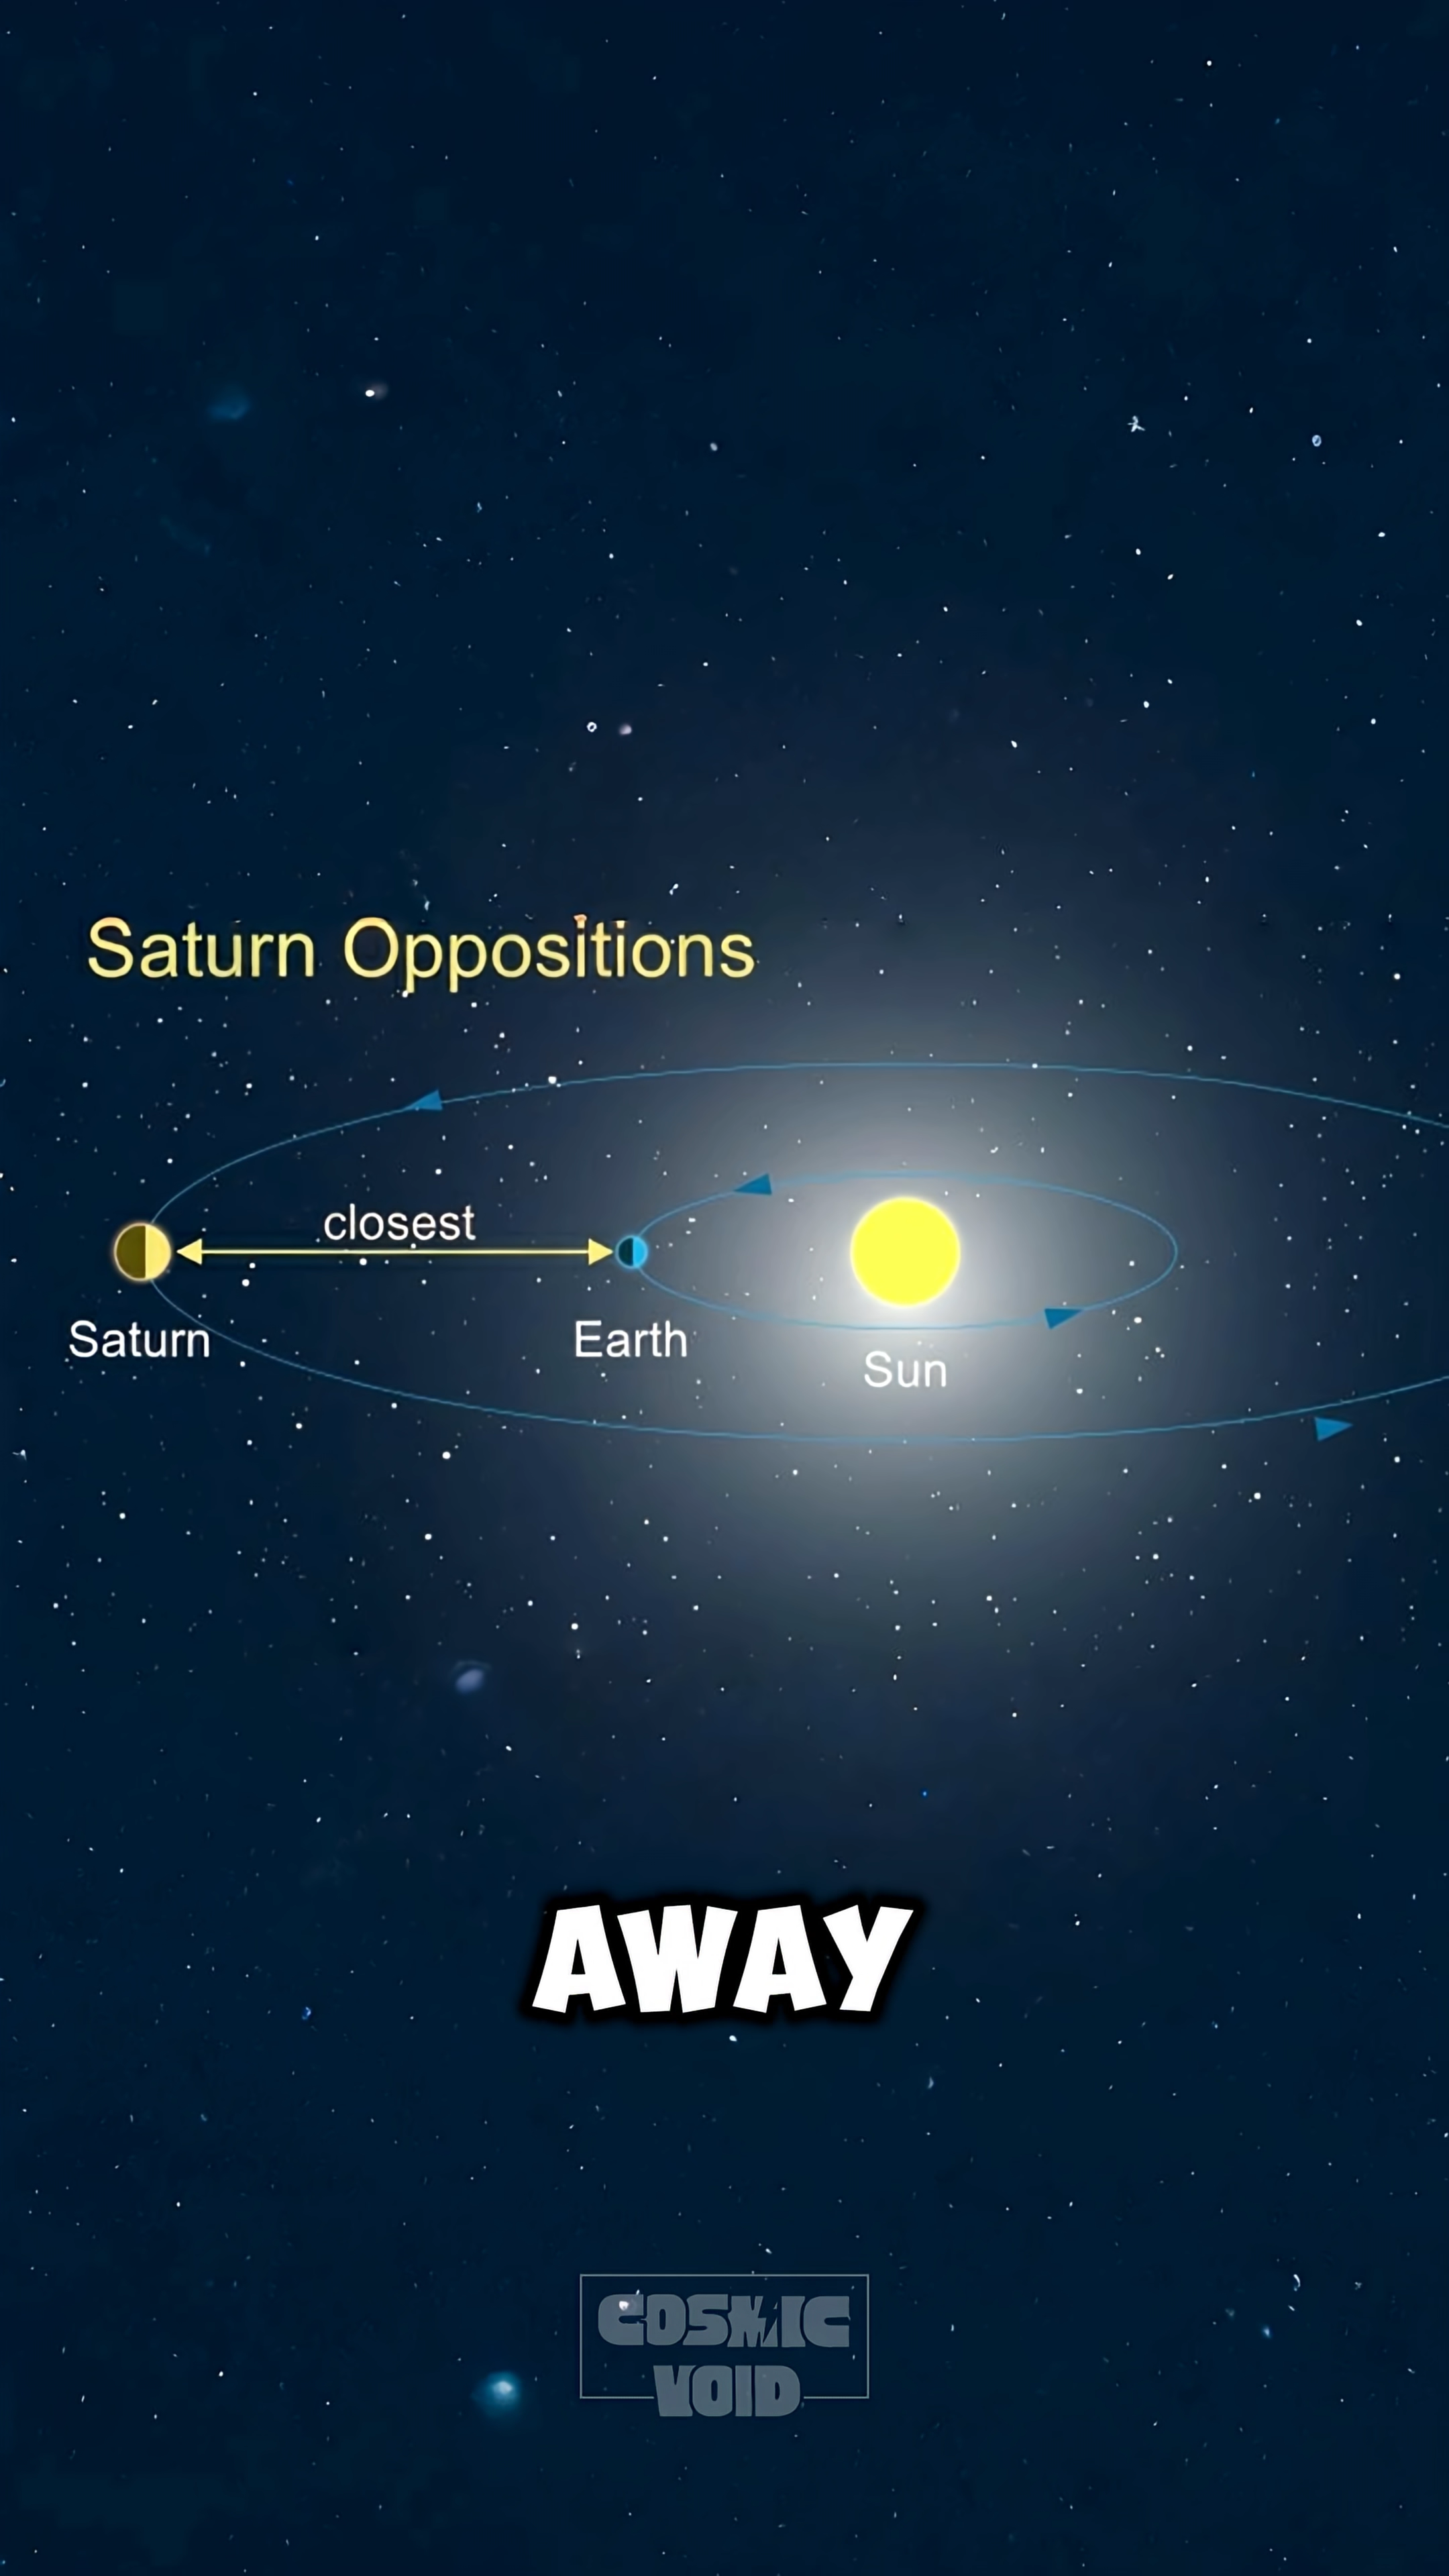 Saturn Oppositions
closest
Saturn
Earth
Sun
AWAY
COSMIC
VOID